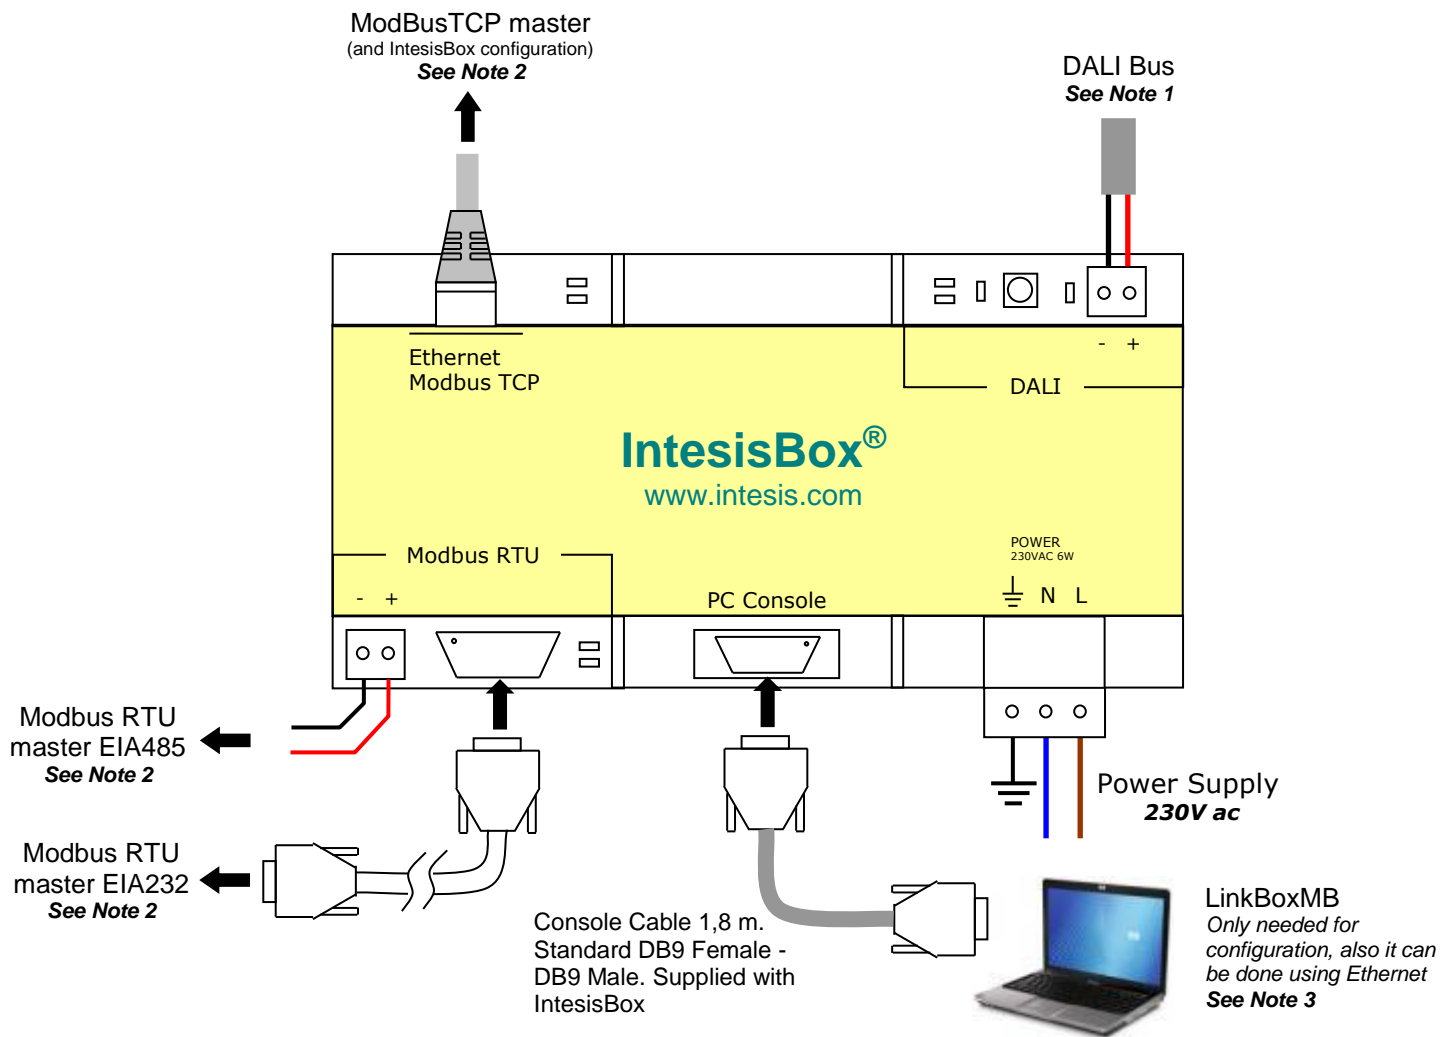 ModBusTCP master
(and IntesisBox configuration)
See Note 2
DALI Bus
See Note 1
Ethernet
Modbus TCP
- +
DALI
IntesisBox®
www.intesis.com
Modbus RTU
- +
PC Console
POWER
230VAC 6W
N L
Modbus RTU
master EIA485
See Note 2
Power Supply
230V ac
Modbus RTU
master EIA232
See Note 2
Console Cable 1,8 m.
Standard DB9 Female -
DB9 Male. Supplied with
IntesisBox
LinkBoxMB
Only needed for
configuration, also it can
be done using Ethernet
See Note 3